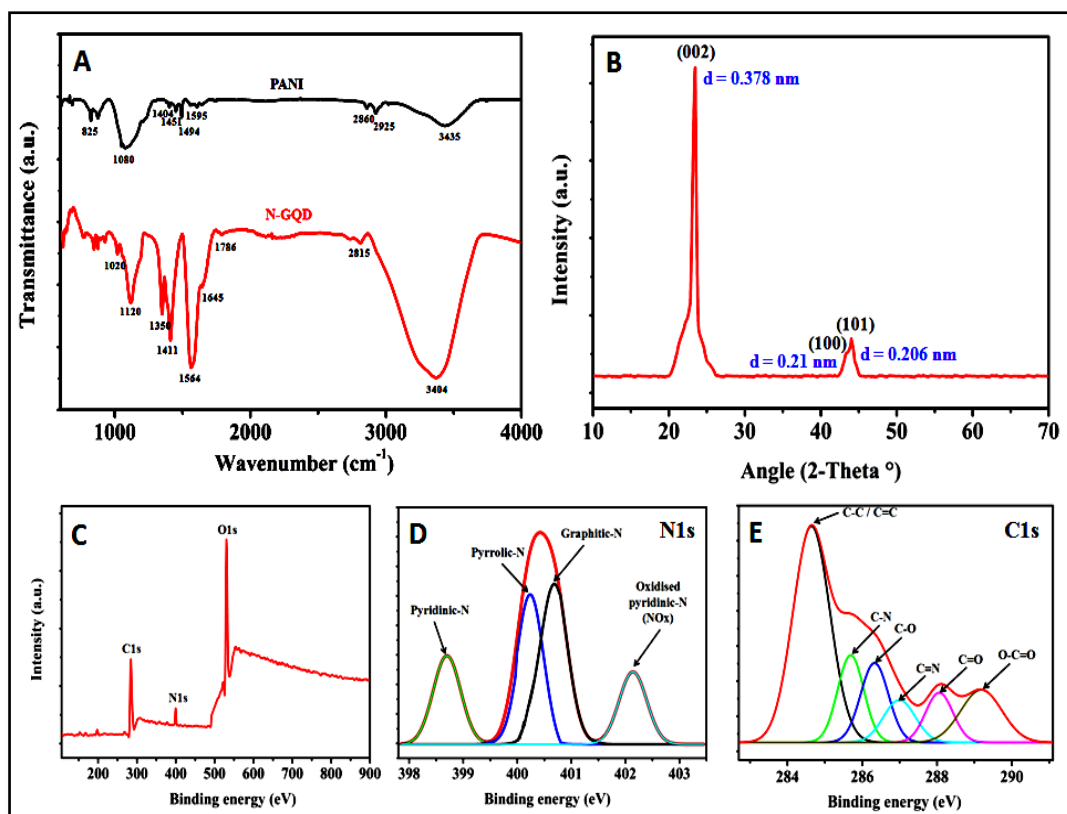 A
PANI
825
1080
1404
1451
1494
1595
2860
2925
3435
N-GQD
1020
1120
1350
1411
1564
1645
1786
2815
3404
Transmittance (a.u.)
1000 2000 3000 4000
Wavenumber (cm⁻¹)
B
(002)
d = 0.378 nm
(101)
(100)
d = 0.21 nm
d = 0.206 nm
Intensity (a.u.)
10 20 30 40 50 60 70
Angle (2-Theta °)
C
O1s
C1s
N1s
Intensity (a.u.)
200 300 400 500 600 700 800 900
Binding energy (eV)
D
N1s
Pyrrolic-N
Graphitic-N
Pyridinic-N
Oxidised
pyridinic-N
(NOx)
398 399 400 401 402 403
Binding energy (eV)
E
C1s
C-C / C=C
C-N
C-O
C=N
C=O
O-C=O
284 286 288 290
Binding energy (eV)